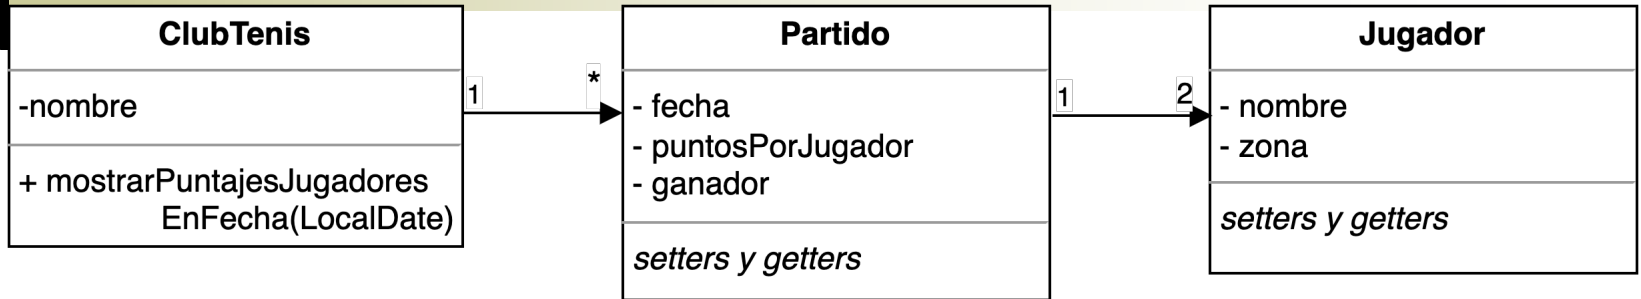 ClubTenis
-nombre
+ mostrarPuntajesJugadores
EnFecha(LocalDate)
1
*
Partido
- fecha
- puntosPorJugador
- ganador
setters y getters
1
2
Jugador
- nombre
- zona
setters y getters